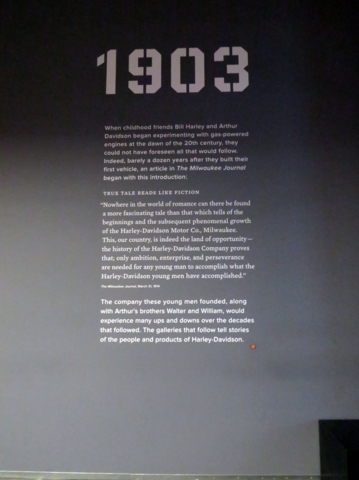 1903
When childhood friends Bill Harley and Arthur
Davidson began experimenting with gas-powered
engines at the dawn of the 20th century, they
could not have foreseen all that would follow.
Indeed, barely a dozen years after they built their
first vehicle, an article in The Milwaukee Journal
began with this introduction:
TRUE TALE READS LIKE FICTION
"Nowhere in the world of romance can there be found
a more fascinating tale than that which tells of the
beginnings and the subsequent phenomenal growth
of the Harley-Davidson Motor Co., Milwaukee.
This, our country, is indeed the land of opportunity—
the history of the Harley-Davidson Company proves
that; only ambition, enterprise, and perseverance
are needed for any young man to accomplish what the
Harley-Davidson young men have accomplished."
The Milwaukee Journal, March
The company these young men founded, along
with Arthur's brothers Walter and William, would
experience many ups and downs over the decades
that followed. The galleries that follow tell stories
of the people and products of Harley-Davidson.